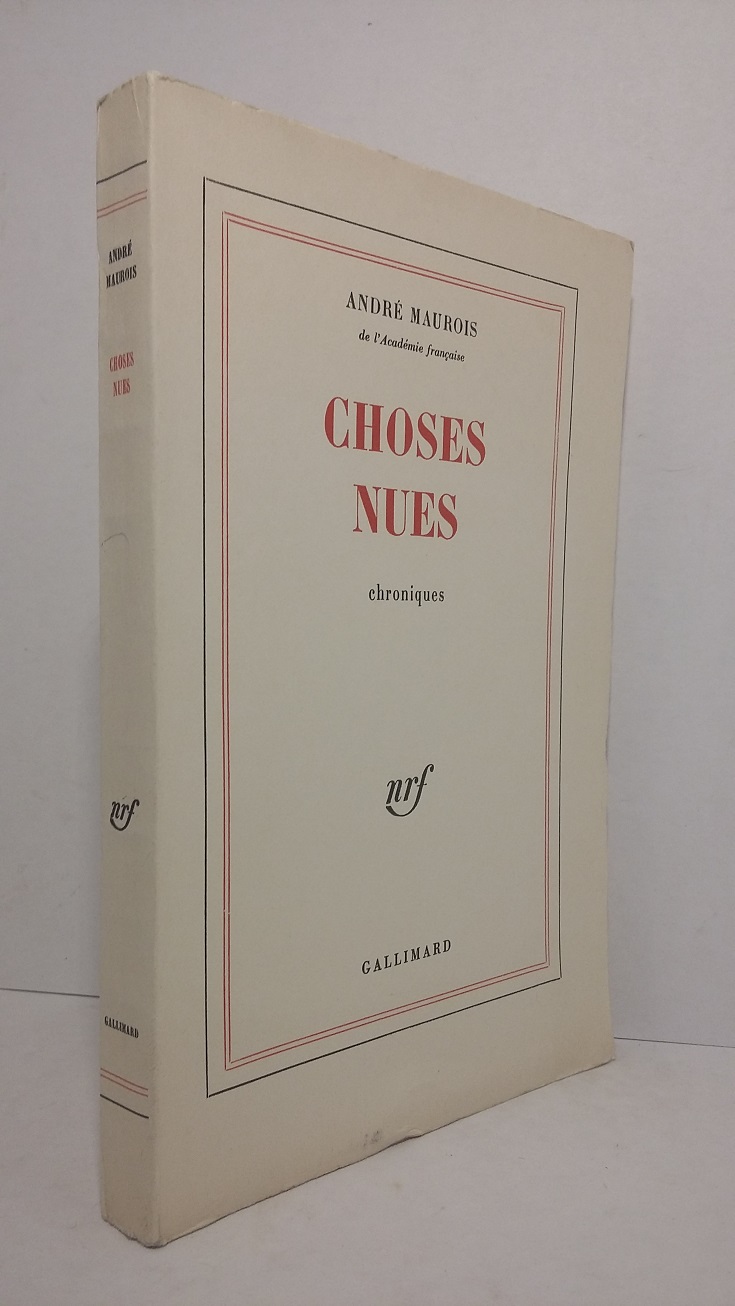 ANDRÉ
MAUROIS
CHOSES
NUES
nrf
GALLIMARD
ANDRÉ MAUROIS
de l'Académie française
CHOSES
NUES
chroniques
nrf
GALLIMARD